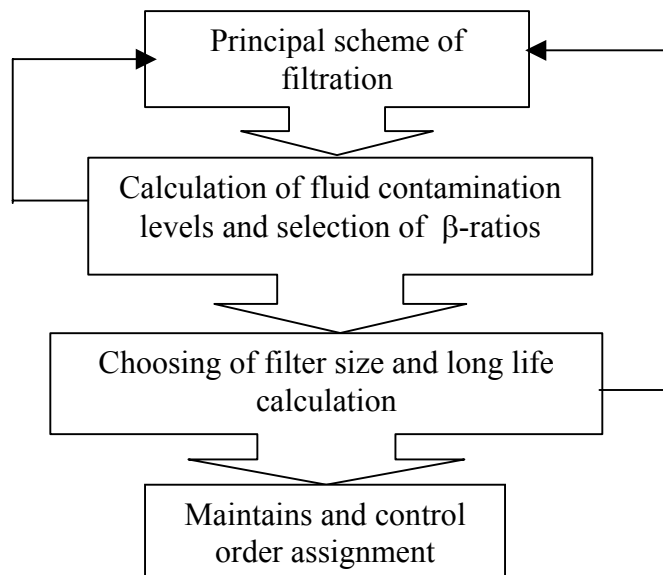 Principal scheme of
filtration
Calculation of fluid contamination
levels and selection of β-ratios
Choosing of filter size and long life
calculation
Maintains and control
order assignment